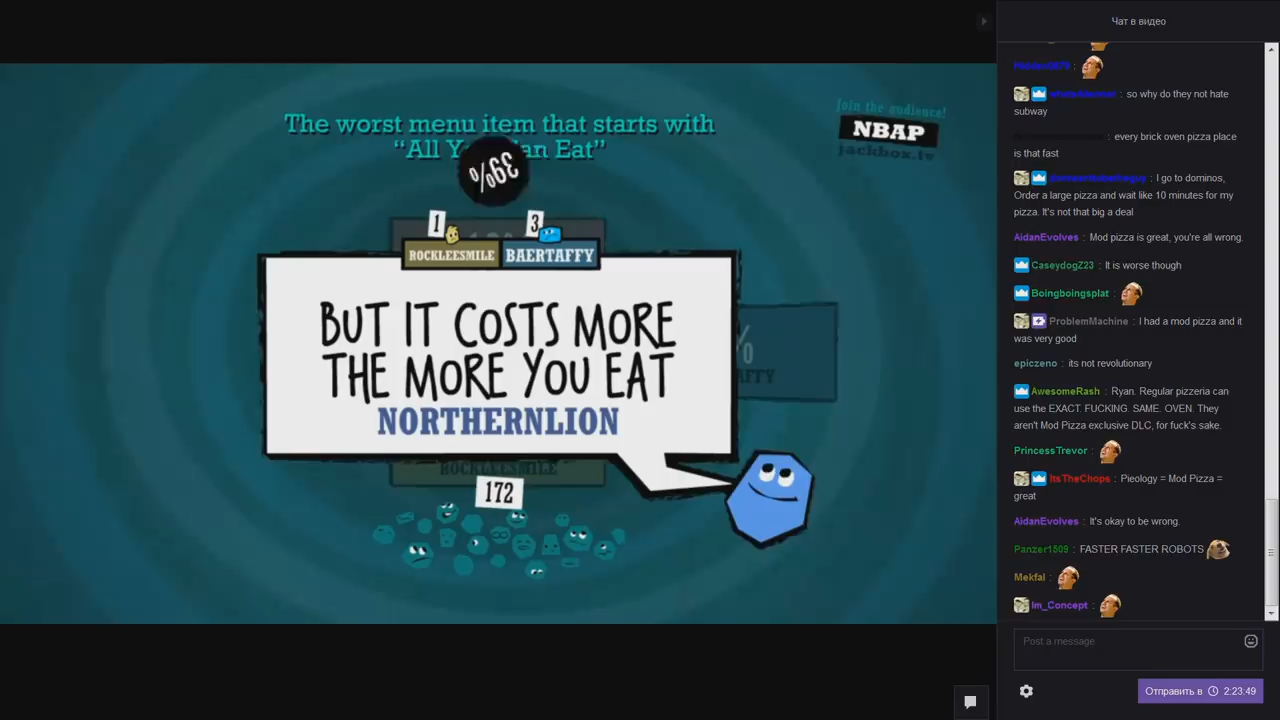 Чат в видео
The worst menu item that starts with
Join the audience!
NBAP
jackbox.tv
39%
1
3
ROCKLEESMILE
BAERTAFFY
BUT IT COSTS MORE
THE MORE YOU EAT
NORTHERNLION
ROCKLEESMILE
172
: so why do they not hate
subway
: every brick oven pizza place
is that fast
: I go to dominos,
Order a large pizza and wait like 10 minutes for my
pizza. It's not that big a deal
AidanEvolves : Mod pizza is great, you're all wrong.
CaseydogZ23 : It is worse though
Boingboingsplat :
ProblemMachine : I had a mod pizza and it
was very good
epiczeno : its not revolutionary
AwesomeRash : Ryan. Regular pizzeria can
use the EXACT. FUCKING. SAME. OVEN. They
aren't Mod Pizza exclusive DLC, for fuck's sake.
PrincessTrevor :
ItsTheChops : Pieology = Mod Pizza =
great
AidanEvolves : It's okay to be wrong.
Panzer1509 : FASTER FASTER ROBOTS
Mekfal :
Im_Concept :
Post a message
Отправить в 2:23:49